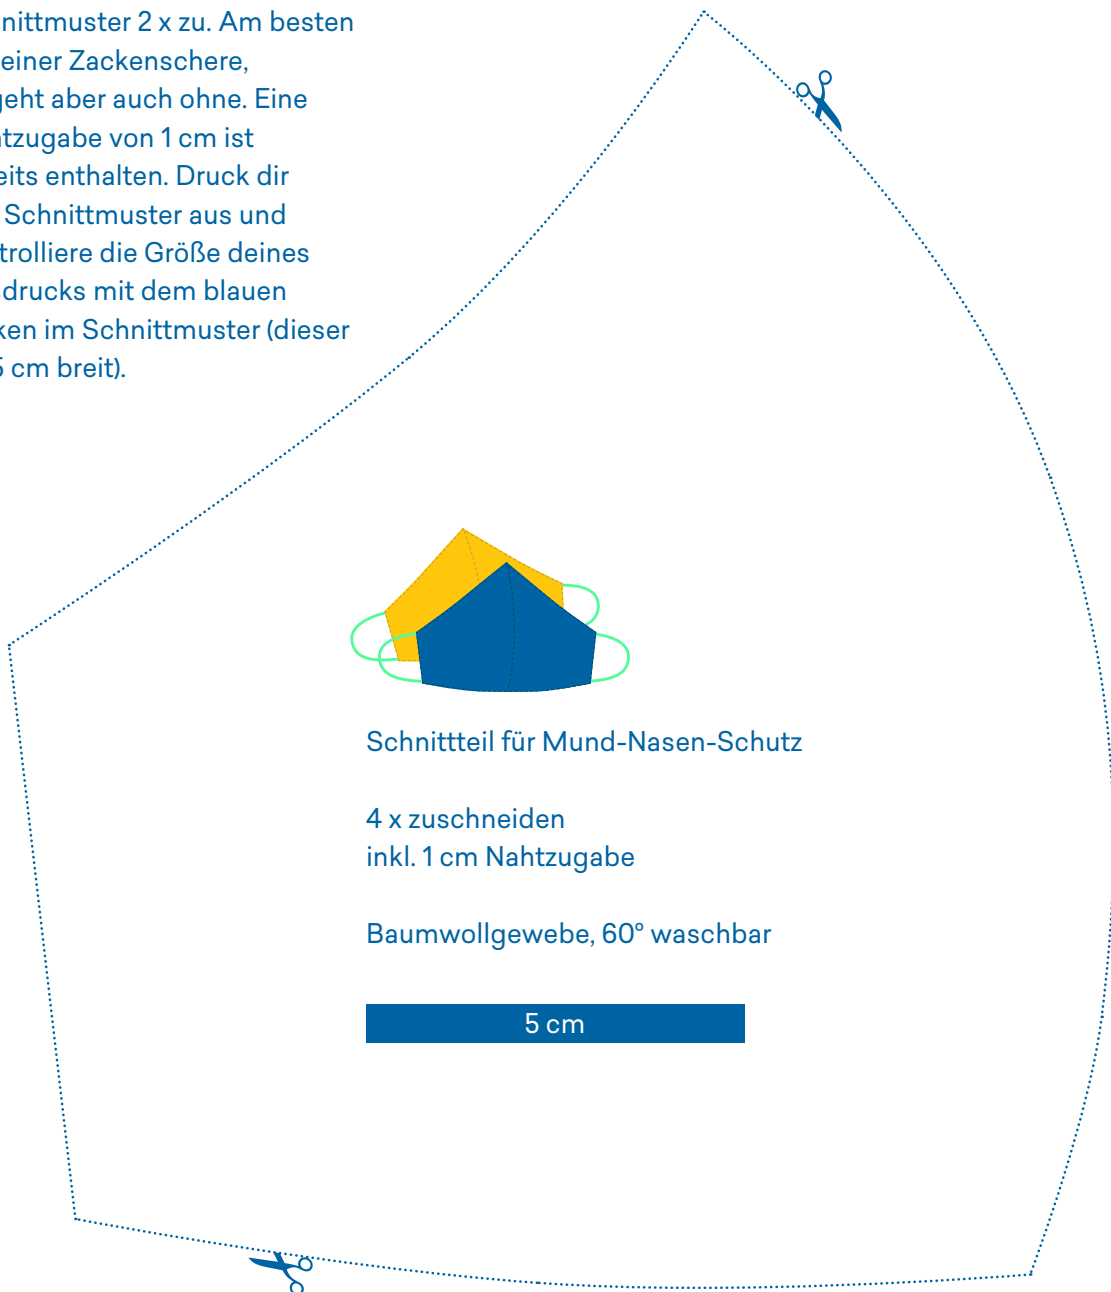 nittmuster 2 x zu. Am besten
einer Zackenschere,
geht aber auch ohne. Eine
tzugabe von 1 cm ist
eits enthalten. Druck dir
Schnittmuster aus und
trolliere die Größe deines
sdrucks mit dem blauen
ken im Schnittmuster (dieser
5 cm breit).
Schnittteil für Mund-Nasen-Schutz
4 x zuschneiden
inkl. 1 cm Nahtzugabe
Baumwollgewebe, 60° waschbar
5 cm